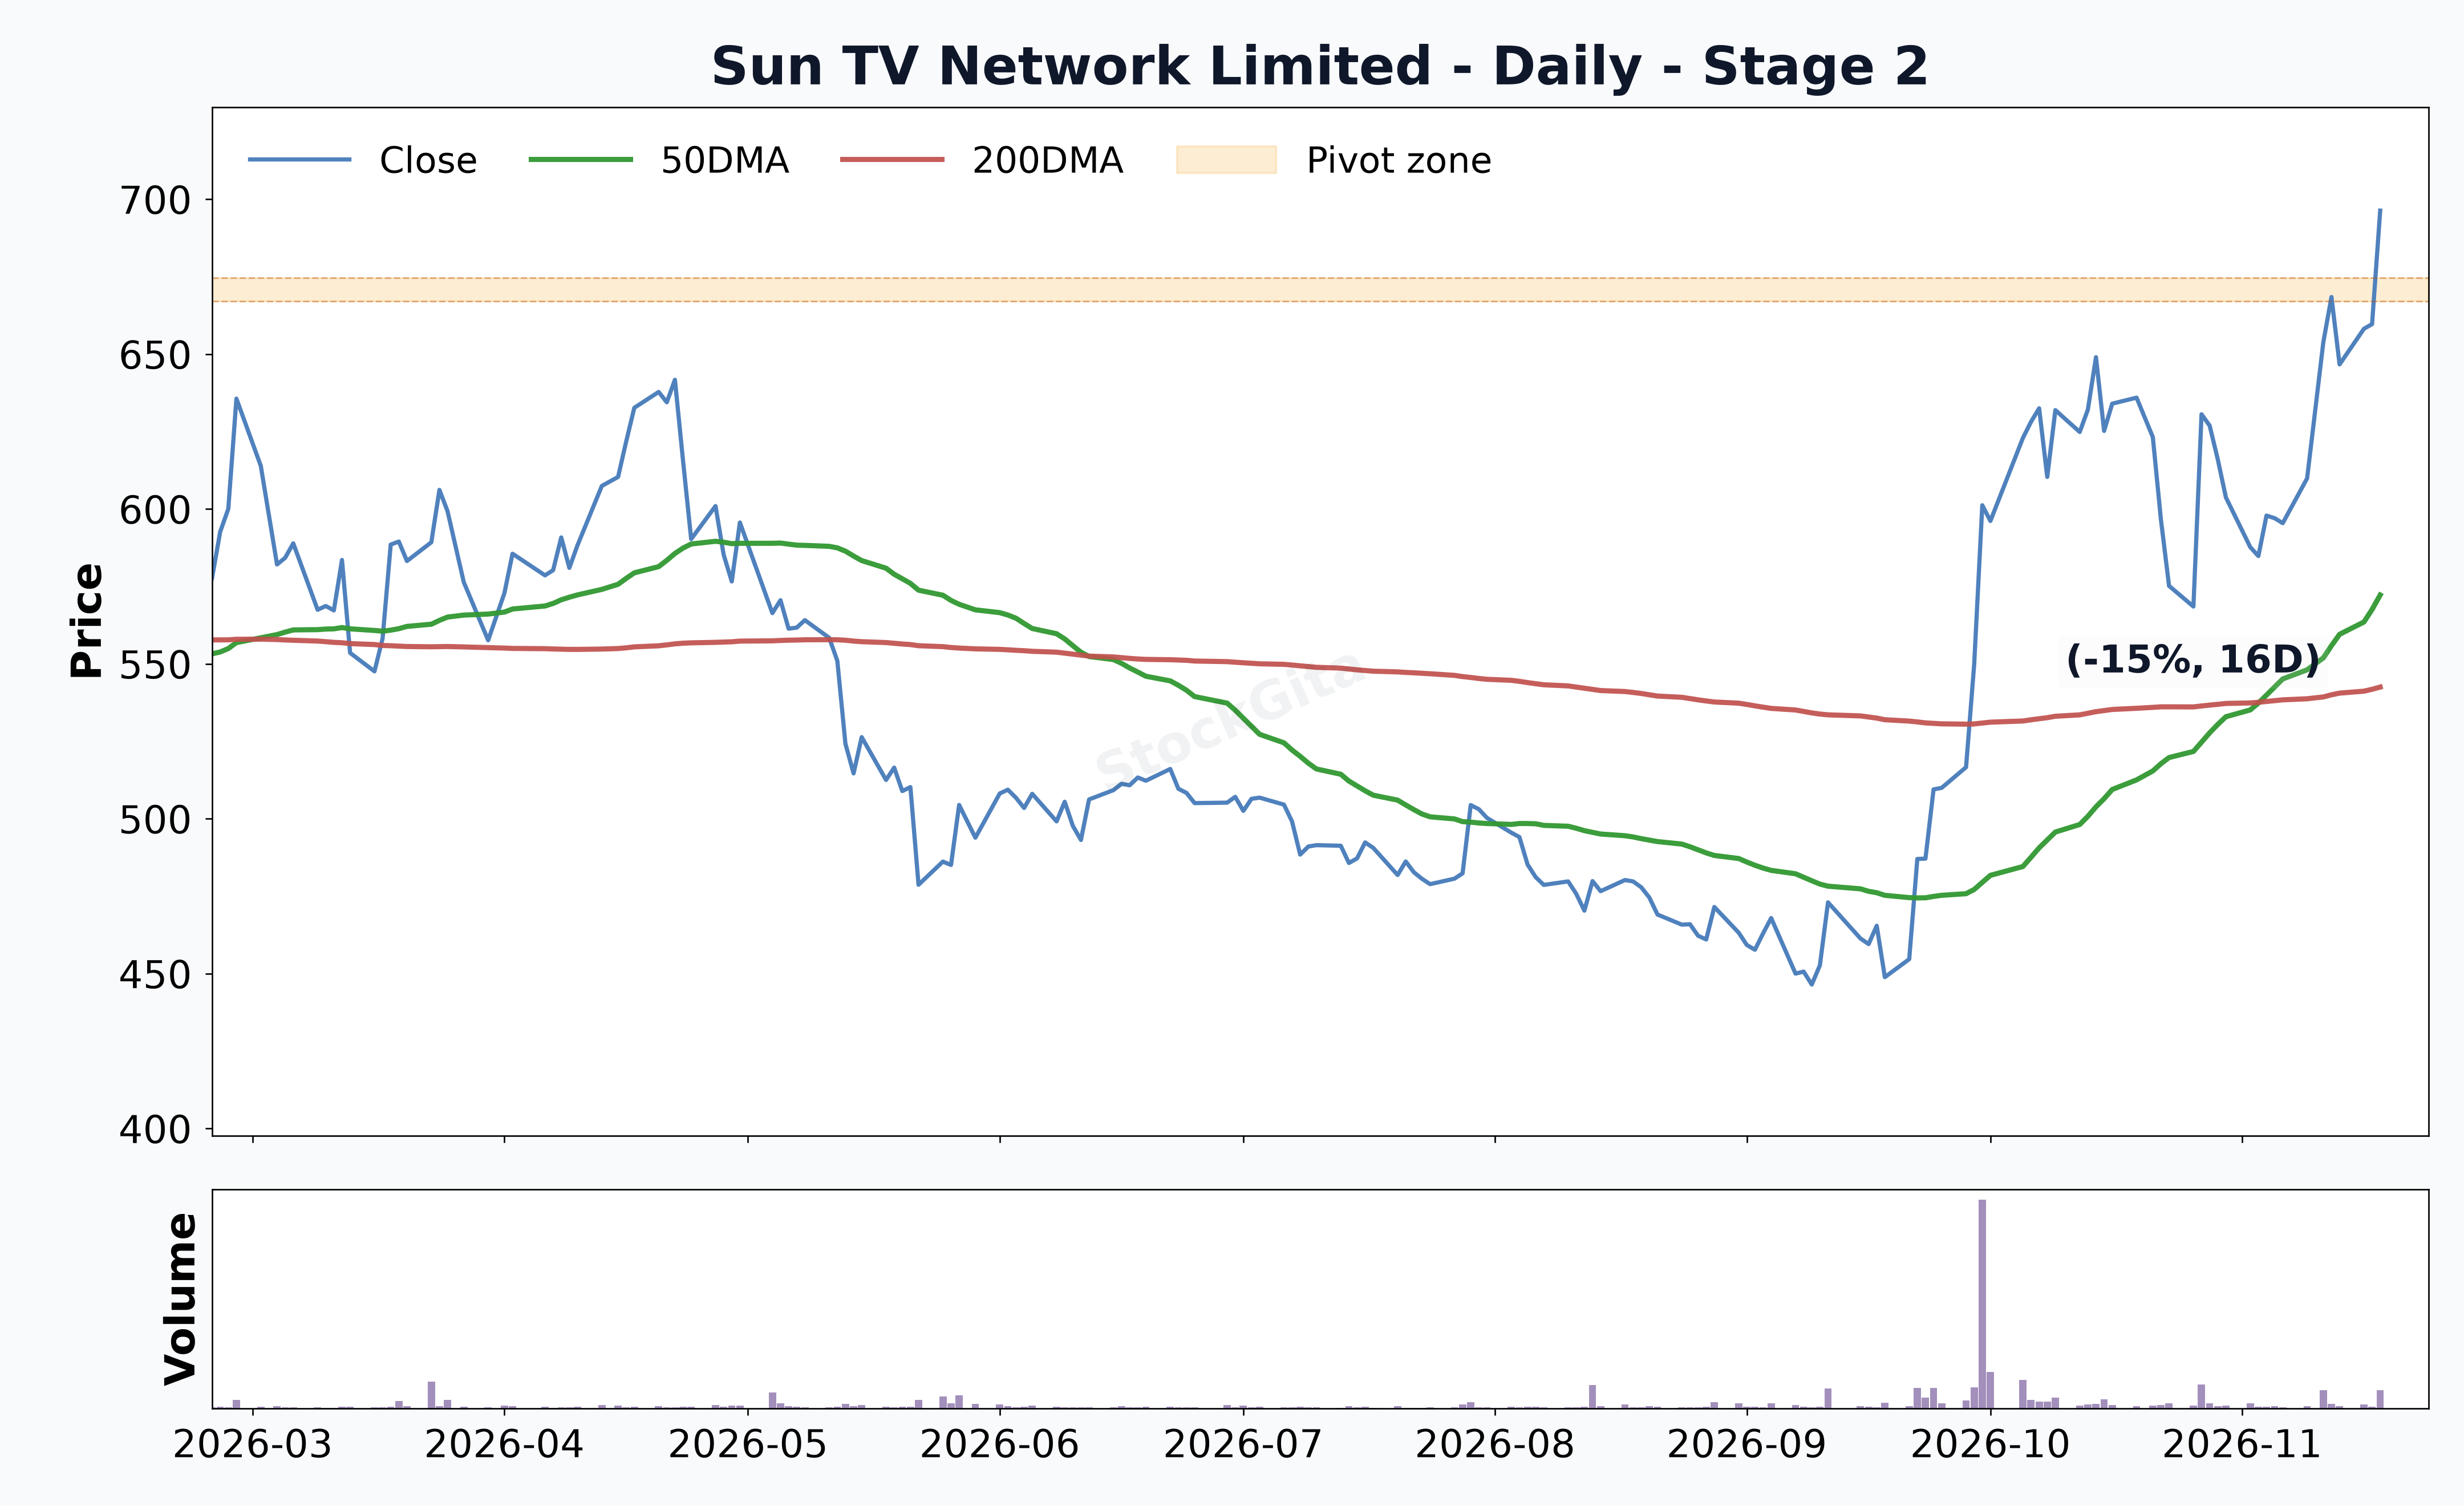 Sun TV Network Limited - Daily - Stage 2
Close 50DMA 200DMA Pivot zone
700
650
600
550
500
450
400
Price
(-15%, 16D)
StockGita
Volume
2026-03 2026-04 2026-05 2026-06 2026-07 2026-08 2026-09 2026-10 2026-11